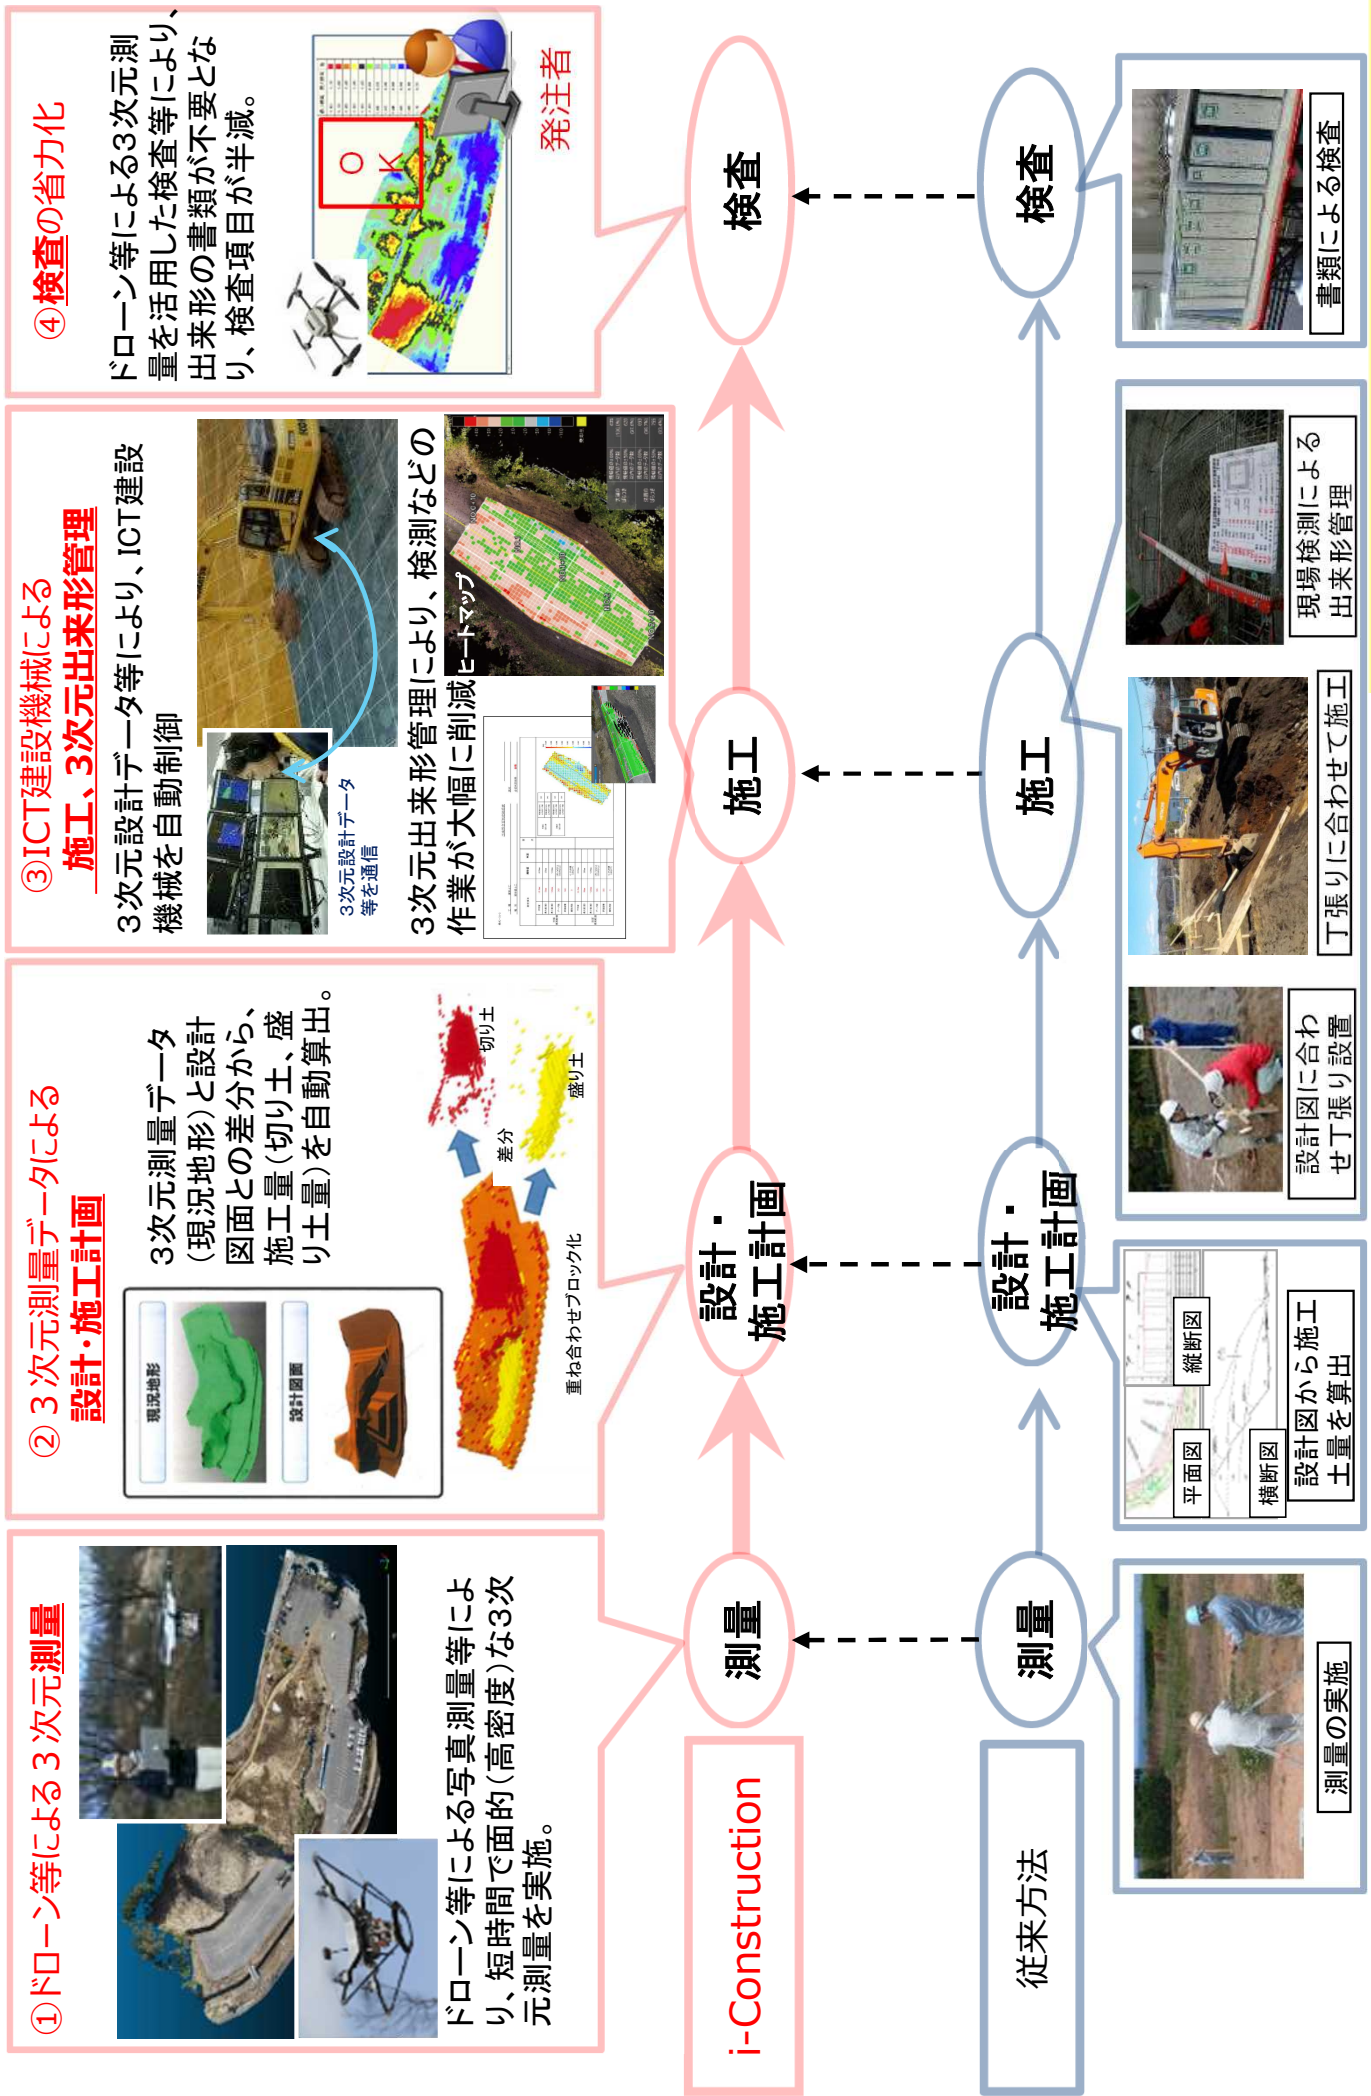 ①ドローン等による３次元測量
ドローン等による写真測量等によ
り、短時間で面的(高密度)な3次
元測量を実施。
②３次元測量データによる
設計・施工計画
現況地形
設計図面
3次元測量データ
(現況地形)と設計
図面との差分から、
施工量(切り土、盛
り土量)を自動算出。
切り土
差分
盛り土
重ね合わせブロック化
③ICT建設機械による
施工、3次元出来形管理
3次元設計データ等により、ICT建設
機械を自動制御
3次元設計データ
等を通信
3次元出来形管理により、検測などの
作業が大幅に削減
ヒートマップ
④検査の省力化
ドローン等による3次元測
量を活用した検査等により、
出来形の書類が不要とな
り、検査項目が半減。
OK
発注者
i-Construction
測量
設計・
施工計画
施工
検査
従来方法
測量
設計・
施工計画
施工
検査
測量の実施
平面図
縦断図
横断図
設計図から施工
土量を算出
設計図に合わ
せ丁張り設置
丁張りに合わせて施工
現場検測による
出来形管理
書類による検査